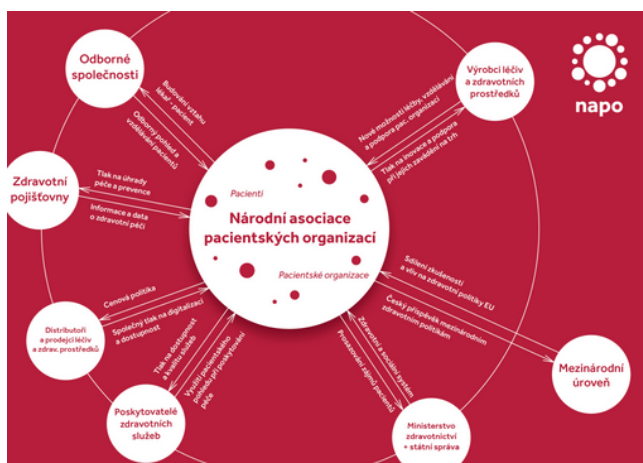 Odborné
společnosti
Budování vztahu
lékař - pacient
Odborný pohled a
vzdělávání pacientů
Výrobci léčiv
a zdravotních
prostředků
Nové možnosti léčby, vzdělávání
a podpora pac. organizací
Tlak na inovace a podpora
při jejich zavádění na trh
napo
Zdravotní
pojišťovny
Tlak na úhrady
péče a prevence
Informace a data
o zdravotní péči
Pacienti
Národní asociace
pacientských organizací
Pacientské organizace
Sdílení zkušeností
a vliv na zdravotní politiky EU
Český příspěvek mezinárodním
zdravotním politikám
Mezinárodní
úroveň
Distributoři
a prodejci léčiv
a zdrav. prostředků
Cenová politika
Společný tlak na digitalizaci
a dostupnost
Tlak na dostupnost
a kvalitu služeb
Využití pacientského
pohledu při poskytování
péče
Poskytovatelé
zdravotních
služeb
Zdravotní a sociální systém
Prosazování zájmů pacientů
Ministerstvo
zdravotnictví
+ státní správa